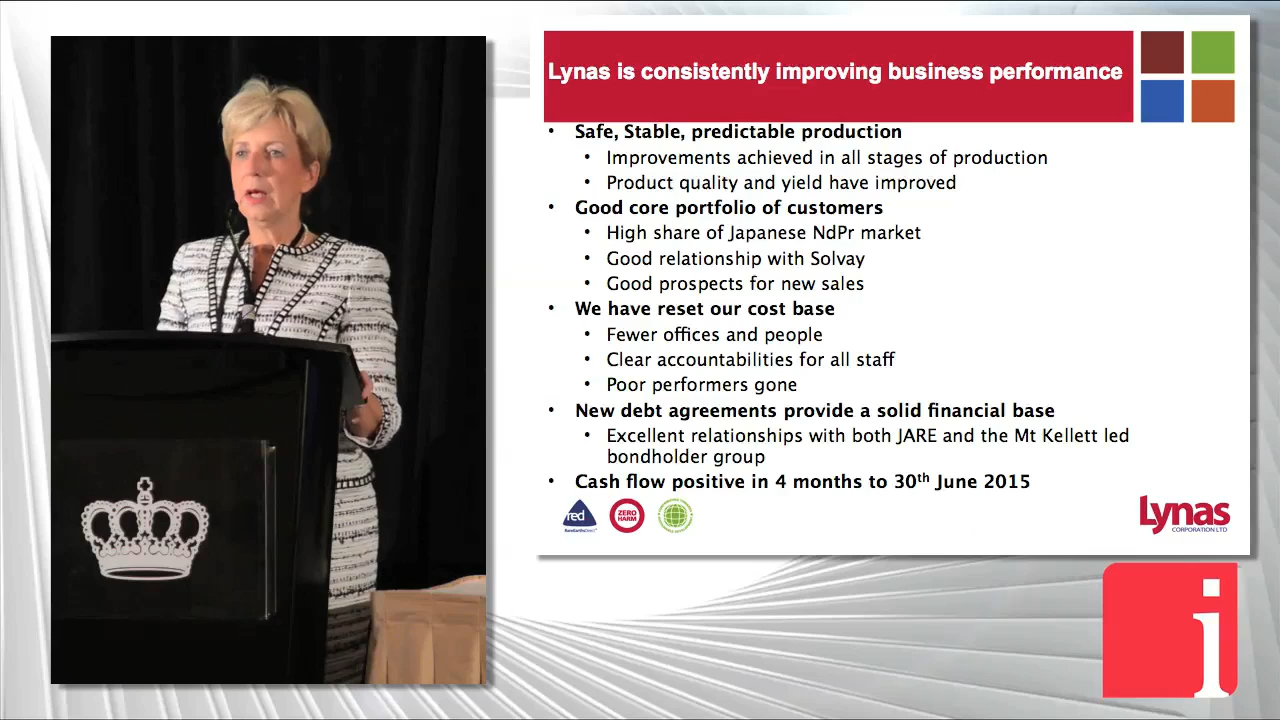 Lynas is consistently improving business performance
• Safe, Stable, predictable production
• Improvements achieved in all stages of production
• Product quality and yield have improved
• Good core portfolio of customers
• High share of Japanese NdPr market
• Good relationship with Solvay
• Good prospects for new sales
• We have reset our cost base
• Fewer offices and people
• Clear accountabilities for all staff
• Poor performers gone
• New debt agreements provide a solid financial base
• Excellent relationships with both JARE and the Mt Kellett led
bondholder group
• Cash flow positive in 4 months to 30th June 2015
red
ZERO
HARM
Lynas
CORPORATION LTD
i